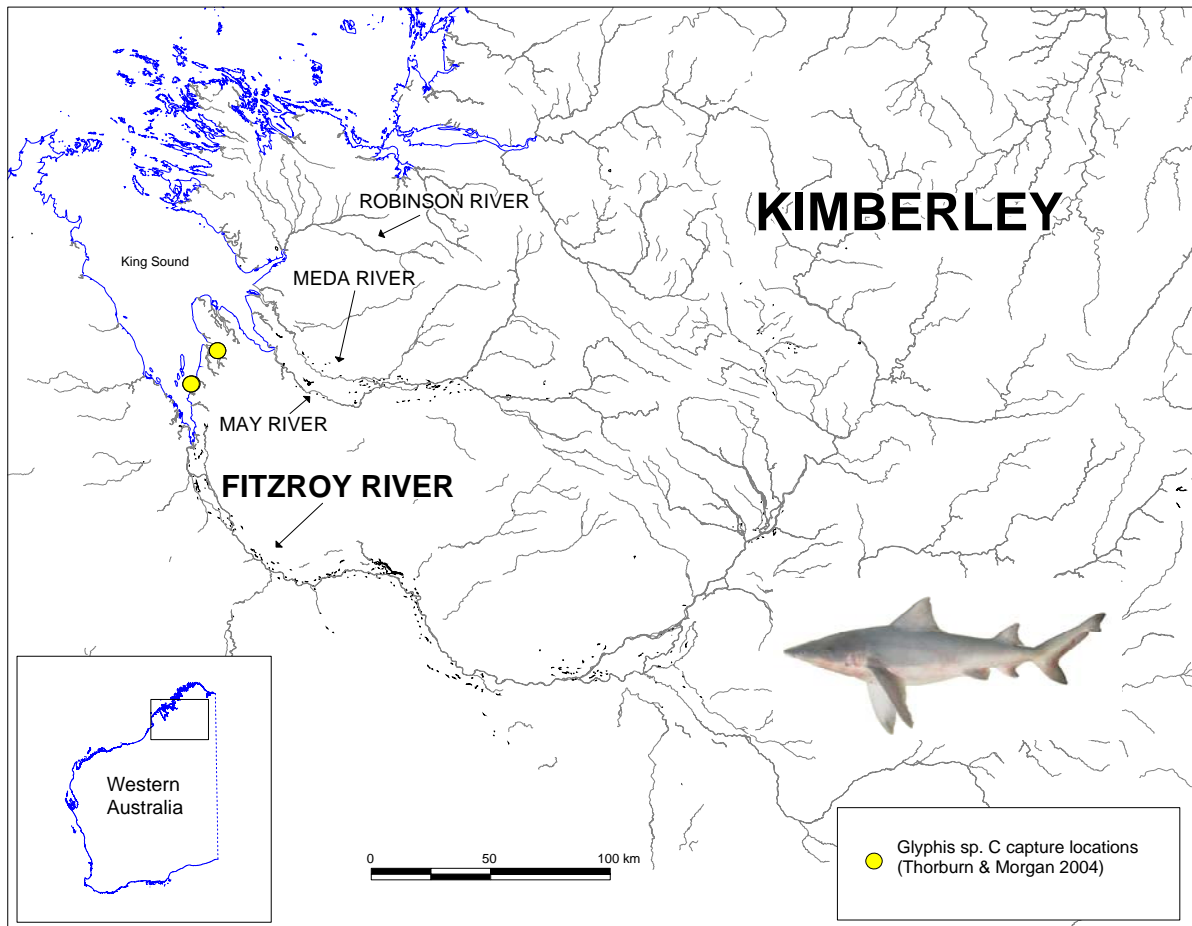 ROBINSON RIVER
KIMBERLEY
King Sound
MEDA RIVER
MAY RIVER
FITZROY RIVER
Western
Australia
0 50 100 km
Glyphis sp. C capture locations
(Thorburn & Morgan 2004)